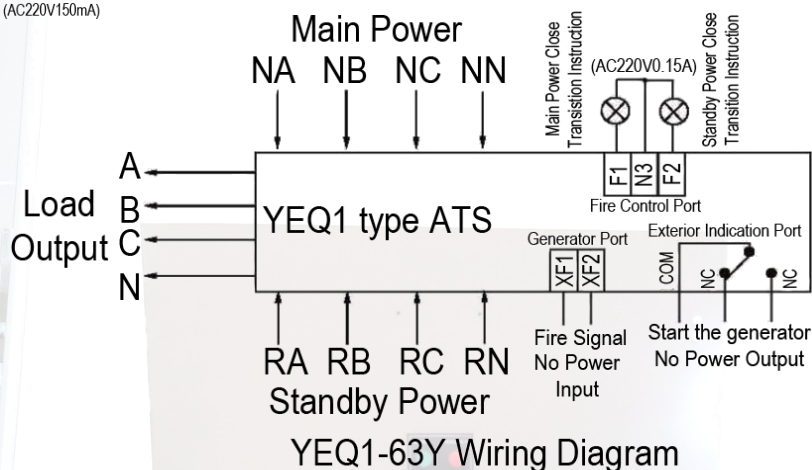 (AC220V150mA)
Main Power
NA NB NC NN
Main Power Close
Transistion Instruction
(AC220V0.15A)
Standby Power Close
Transition Instruction
F1 N3 F2
Fire Control Port
A
B
C
N
Load
Output
YEQ1 type ATS
Generator Port
XF1 XF2
Exterior Indication Port
COM NC NC
Fire Signal
No Power
Input
Start the generator
No Power Output
RA RB RC RN
Standby Power
YEQ1-63Y Wiring Diagram